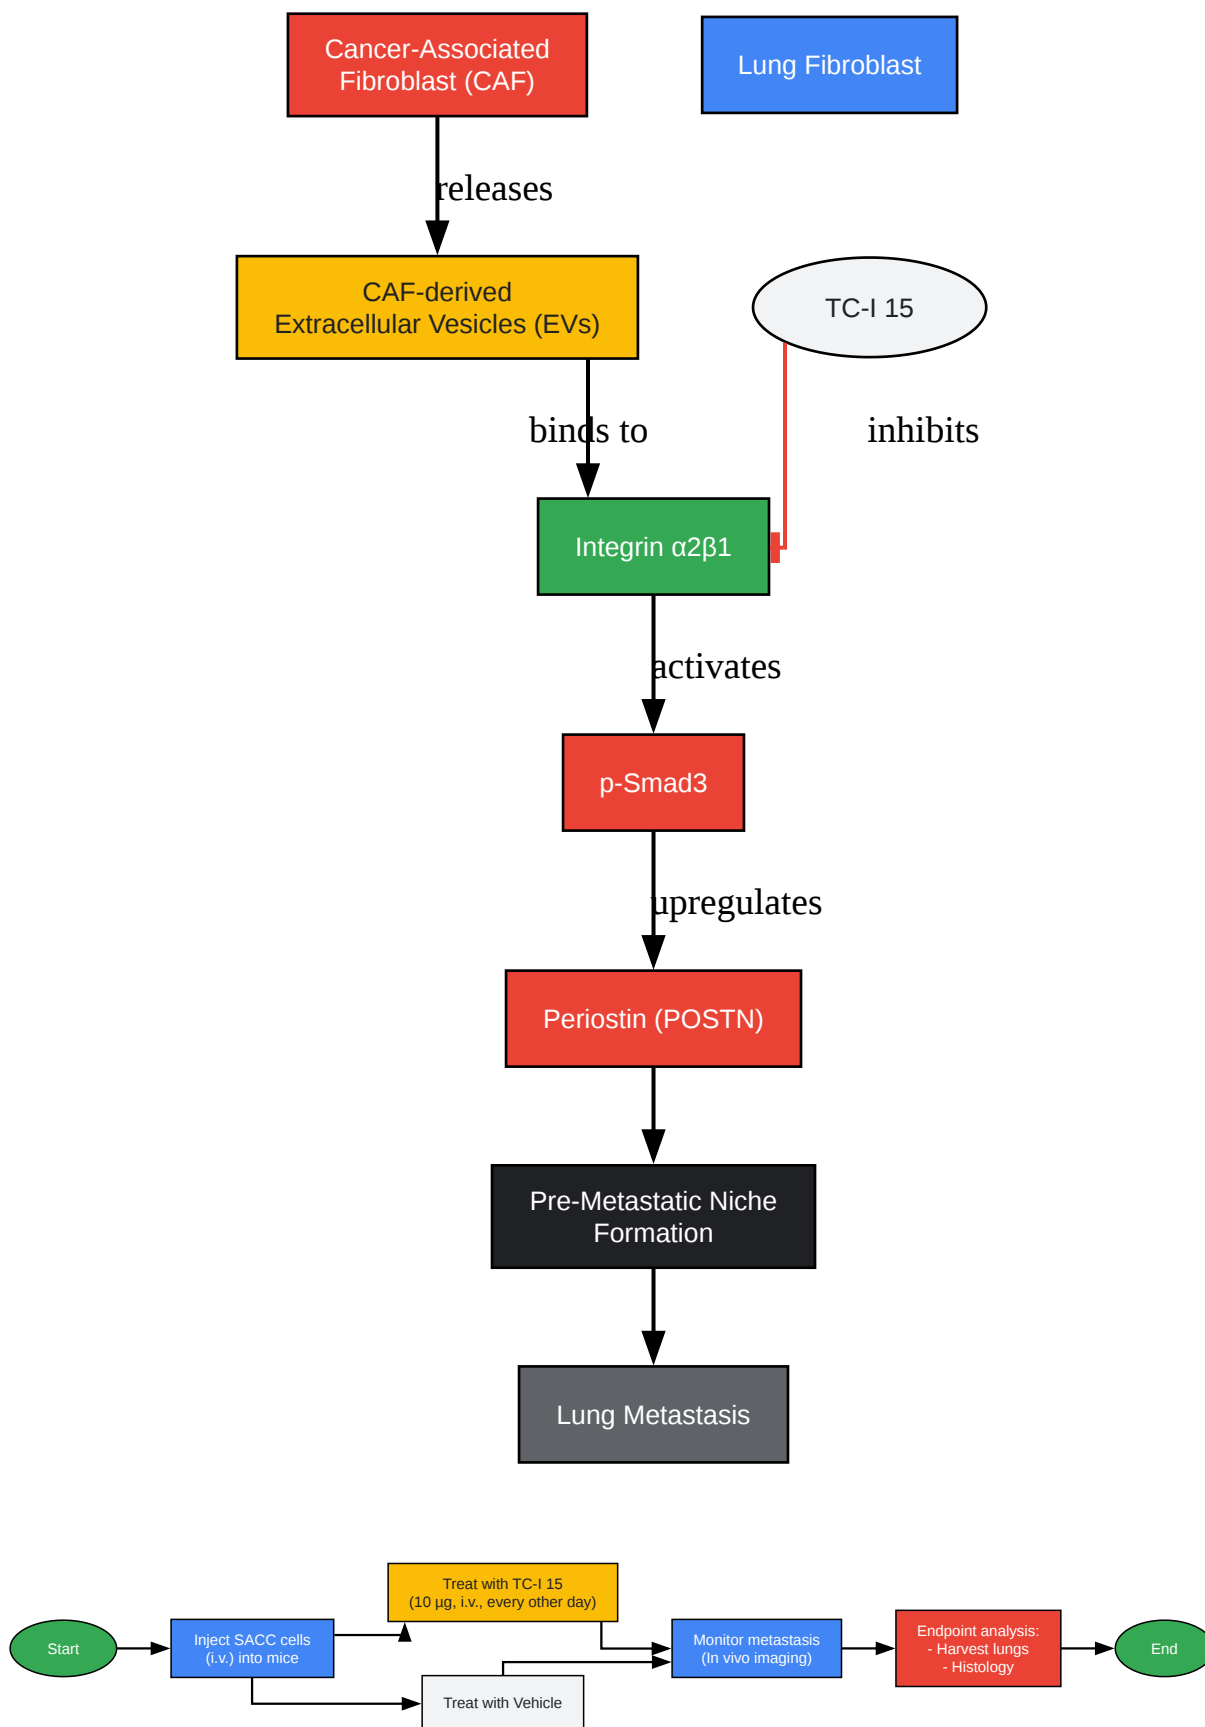 Cancer-Associated
Fibroblast (CAF)
Lung Fibroblast
releases
CAF-derived
Extracellular Vesicles (EVs)
TC-I 15
binds to
inhibits
Integrin α2β1
activates
p-Smad3
upregulates
Periostin (POSTN)
Pre-Metastatic Niche
Formation
Lung Metastasis
Start
Inject SACC cells
(i.v.) into mice
Treat with TC-I 15
(10 µg, i.v., every other day)
Treat with Vehicle
Monitor metastasis
(In vivo imaging)
Endpoint analysis:
- Harvest lungs
- Histology
End